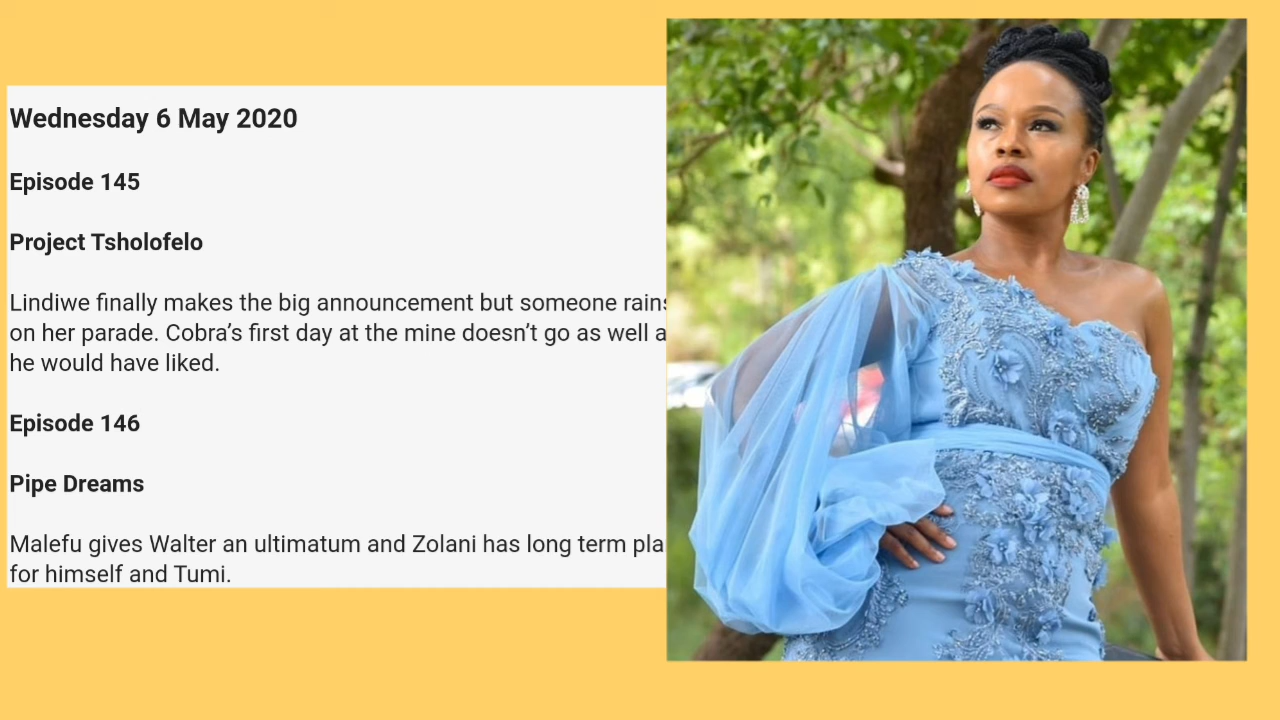 Wednesday 6 May 2020
Episode 145
Project Tsholofelo
Lindiwe finally makes the big announcement but someone rains
on her parade. Cobra’s first day at the mine doesn’t go as well a
he would have liked.
Episode 146
Pipe Dreams
Malefu gives Walter an ultimatum and Zolani has long term pla
for himself and Tumi.